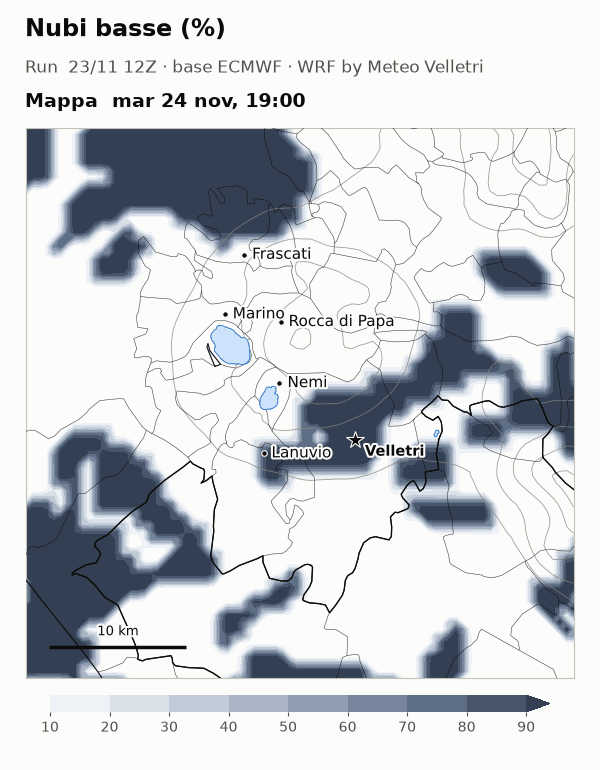 Nubi basse (%)
Run  23/11 12Z · base ECMWF · WRF by Meteo Velletri
Mappa  mar 24 nov, 19:00
Frascati
Marino
Rocca di Papa
Nemi
Velletri
Lanuvio
10 km
10 20 30 40 50 60 70 80 90